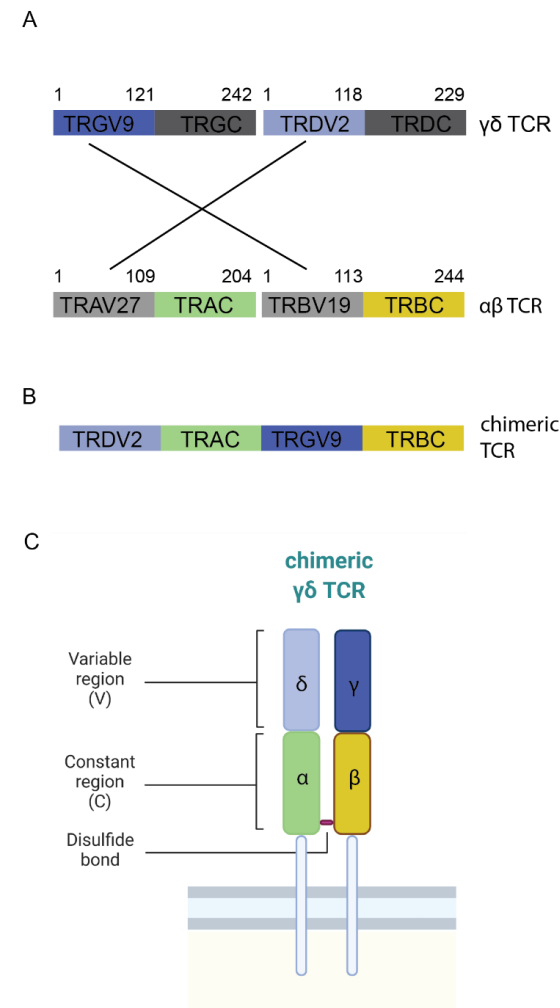 A
1 121 242 1 118 229
TRGV9 TRGC TRDV2 TRDC γδ TCR
1 109 204 1 113 244
TRAV27 TRAC TRBV19 TRBC αβ TCR
B
TRDV2 TRAC TRGV9 TRBC chimeric
TCR
C
chimeric
γδ TCR
Variable
region
(V)
δ γ
Constant
region
(C)
α β
Disulfide
bond